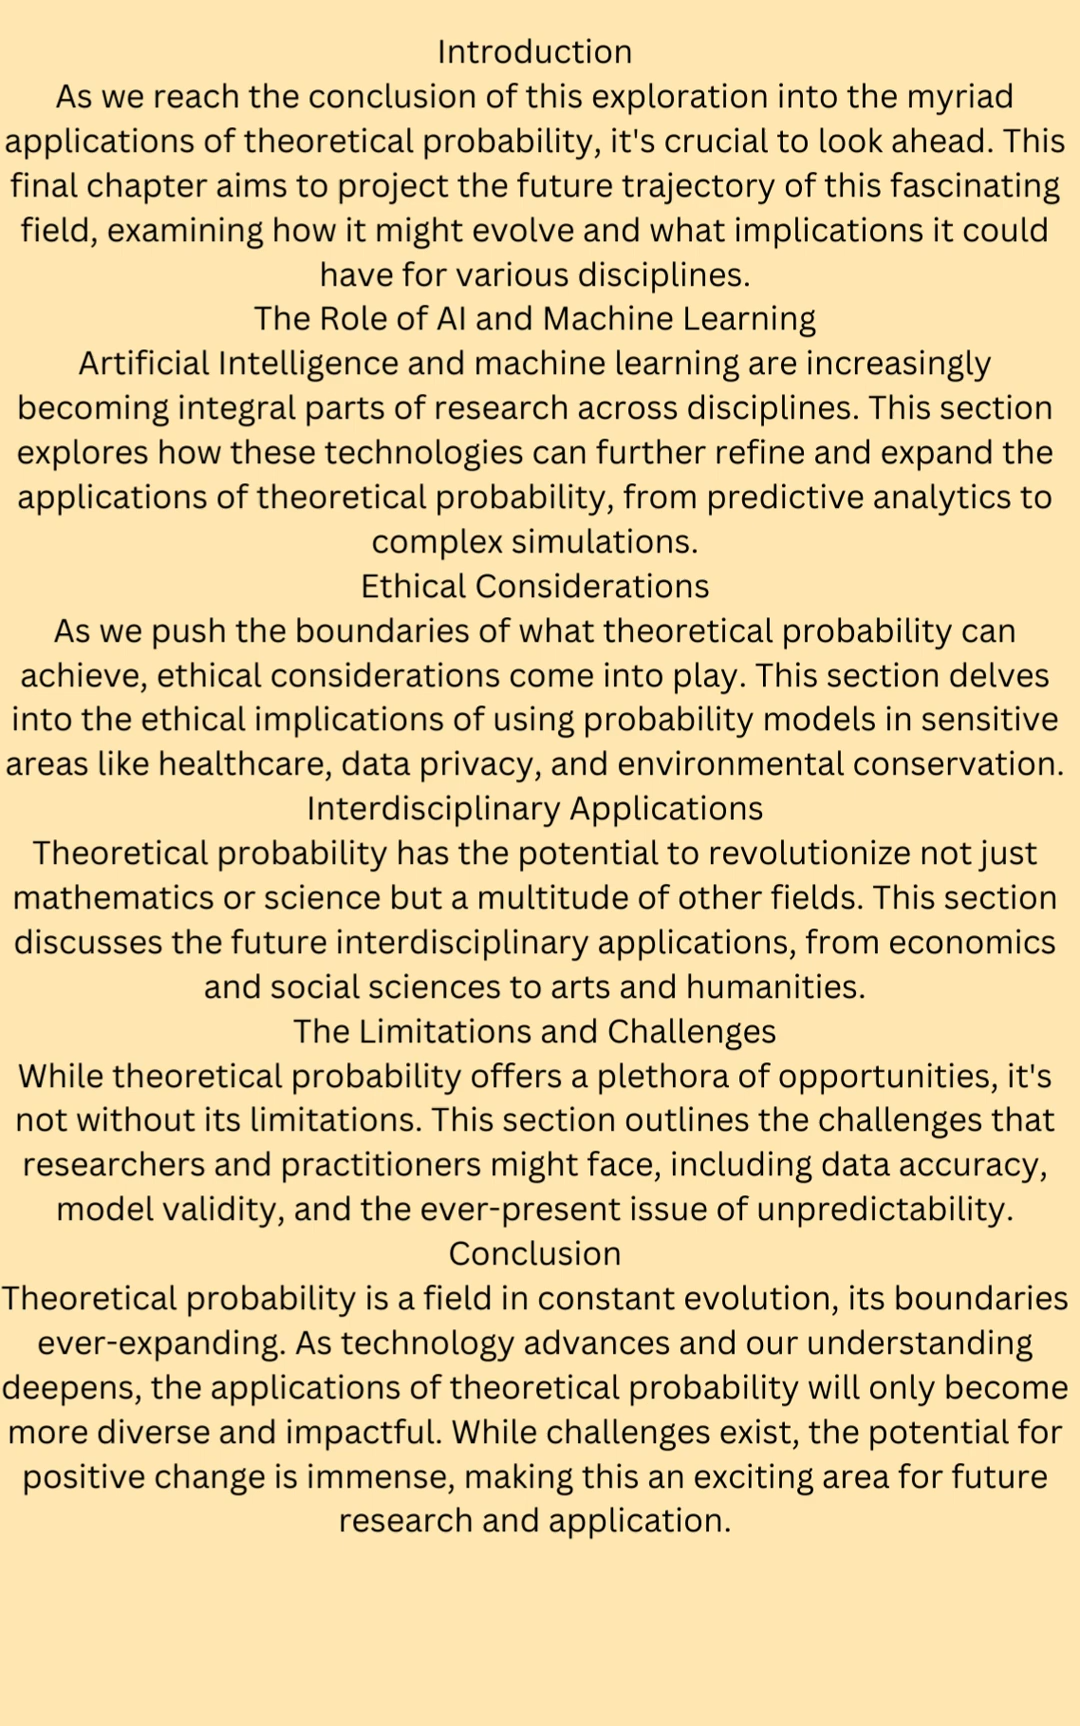 Introduction
As we reach the conclusion of this exploration into the myriad
applications of theoretical probability, it's crucial to look ahead. This
final chapter aims to project the future trajectory of this fascinating
field, examining how it might evolve and what implications it could
have for various disciplines.
The Role of AI and Machine Learning
Artificial Intelligence and machine learning are increasingly
becoming integral parts of research across disciplines. This section
explores how these technologies can further refine and expand the
applications of theoretical probability, from predictive analytics to
complex simulations.
Ethical Considerations
As we push the boundaries of what theoretical probability can
achieve, ethical considerations come into play. This section delves
into the ethical implications of using probability models in sensitive
areas like healthcare, data privacy, and environmental conservation.
Interdisciplinary Applications
Theoretical probability has the potential to revolutionize not just
mathematics or science but a multitude of other fields. This section
discusses the future interdisciplinary applications, from economics
and social sciences to arts and humanities.
The Limitations and Challenges
While theoretical probability offers a plethora of opportunities, it's
not without its limitations. This section outlines the challenges that
researchers and practitioners might face, including data accuracy,
model validity, and the ever-present issue of unpredictability.
Conclusion
Theoretical probability is a field in constant evolution, its boundaries
ever-expanding. As technology advances and our understanding
deepens, the applications of theoretical probability will only become
more diverse and impactful. While challenges exist, the potential for
positive change is immense, making this an exciting area for future
research and application.